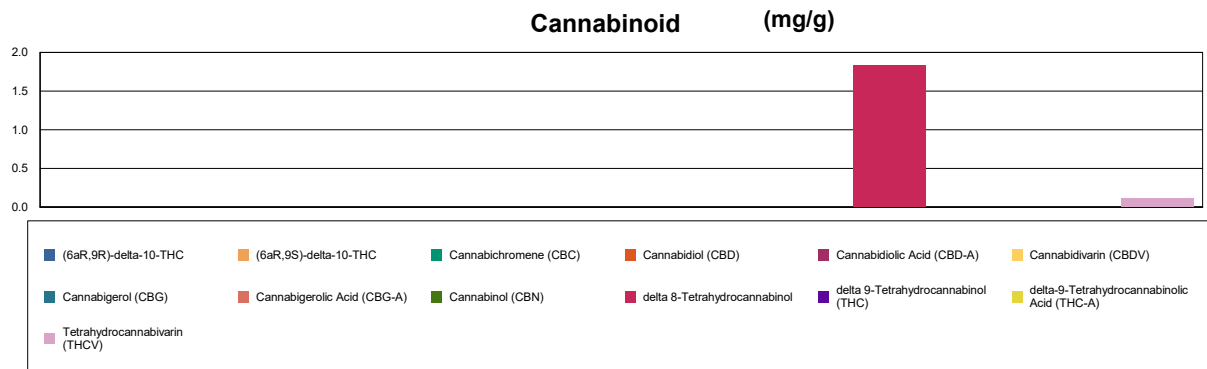 Cannabinoid (mg/g)
2.0
1.5
1.0
0.5
0.0
(6aR,9R)-delta-10-THC
(6aR,9S)-delta-10-THC
Cannabichromene (CBC)
Cannabidiol (CBD)
Cannabidiolic Acid (CBD-A)
Cannabidivarin (CBDV)
Cannabigerol (CBG)
Cannabigerolic Acid (CBG-A)
Cannabinol (CBN)
delta 8-Tetrahydrocannabinol
delta 9-Tetrahydrocannabinol
(THC)
delta-9-Tetrahydrocannabinolic
Acid (THC-A)
Tetrahydrocannabivarin
(THCV)